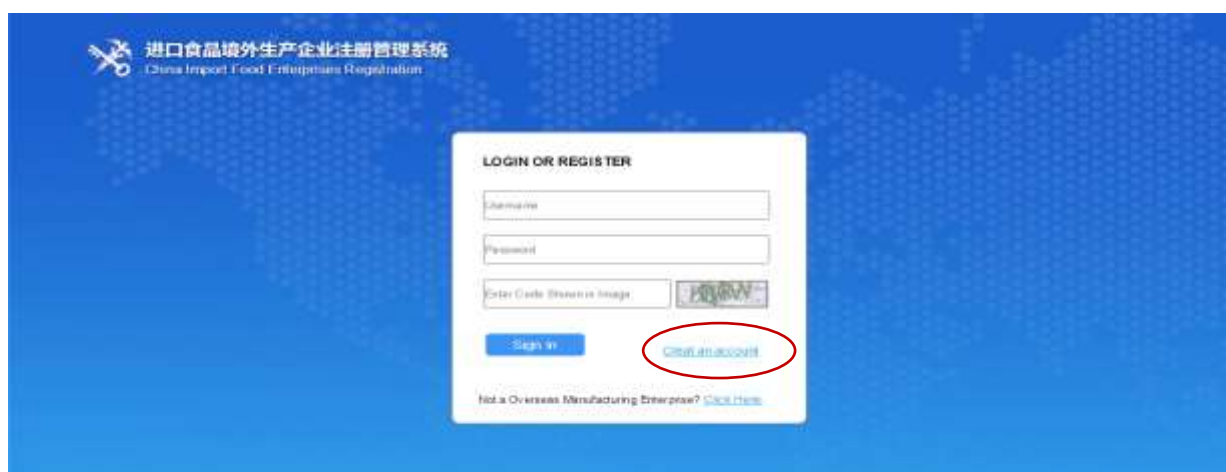 进口食品境外生产企业注册管理系统
China Import Food Enterprises Registration
LOGIN OR REGISTER
Username
Password
Enter Code Shown in Image
Sign In
Creat an account
Not a Overseas Manufacturing Enterprise? Click Here